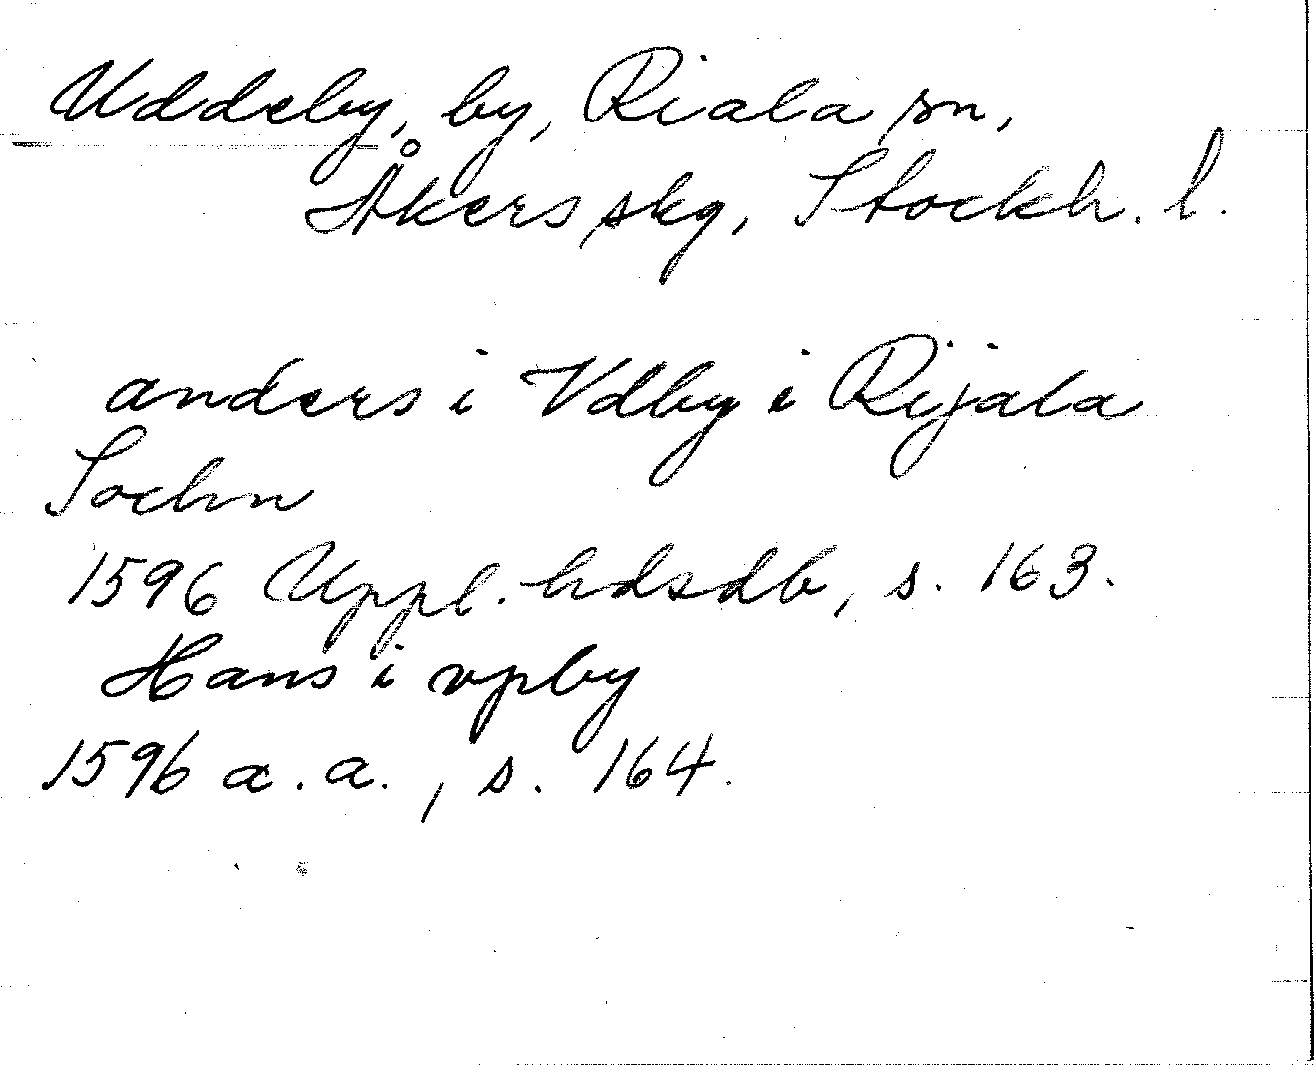 Uddeby, by, Riala sn,
Åkers skg, Stockh. l.
anders i Vdby i Rijala
Sochn
1596 Uppl. hdsdb, s. 163.
Hans i vpby
1596 a.a., s. 164.